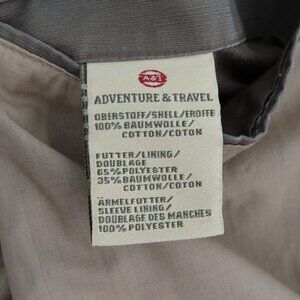 A&T
ADVENTURE & TRAVEL
OBERSTOFF/SHELL/EROFFE
100% BAUMWOLLE/
COTTON/COTON
FUTTER/LINING/
DOUBLAGE
65% POLYESTER
35% BAUMWOLLE/
COTTON/COTON
ÄRMELFUTTER/
SLEEVE LINING/
DOUBLAGE DES MANCHES
100% POLYESTER